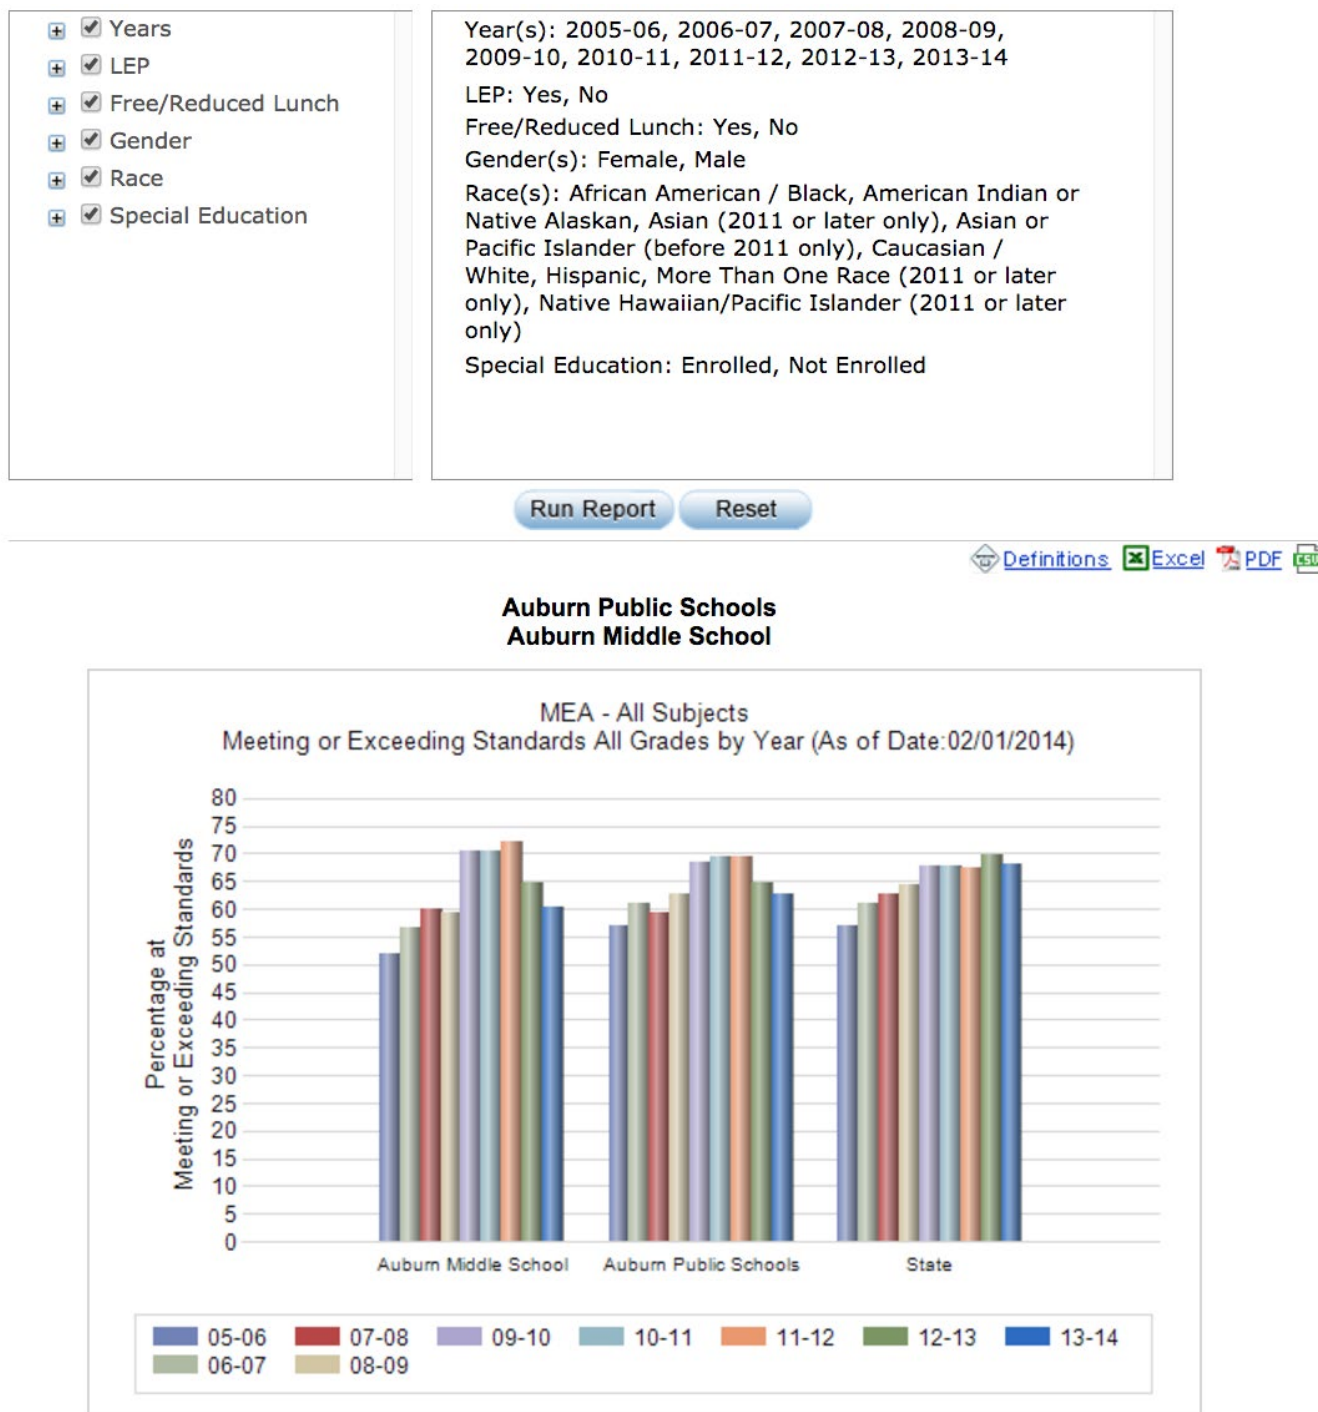 Years
LEP
Free/Reduced Lunch
Gender
Race
Special Education
Year(s): 2005-06, 2006-07, 2007-08, 2008-09,
2009-10, 2010-11, 2011-12, 2012-13, 2013-14
LEP: Yes, No
Free/Reduced Lunch: Yes, No
Gender(s): Female, Male
Race(s): African American / Black, American Indian or
Native Alaskan, Asian (2011 or later only), Asian or
Pacific Islander (before 2011 only), Caucasian /
White, Hispanic, More Than One Race (2011 or later
only), Native Hawaiian/Pacific Islander (2011 or later
only)
Special Education: Enrolled, Not Enrolled
Run Report Reset
Definitions Excel PDF
Auburn Public Schools
Auburn Middle School
MEA - All Subjects
Meeting or Exceeding Standards All Grades by Year (As of Date:02/01/2014)
Percentage at
Meeting or Exceeding Standards
80
75
70
65
60
55
50
45
40
35
30
25
20
15
10
5
0
Auburn Middle School Auburn Public Schools State
05-06 07-08 09-10 10-11 11-12 12-13 13-14
06-07 08-09